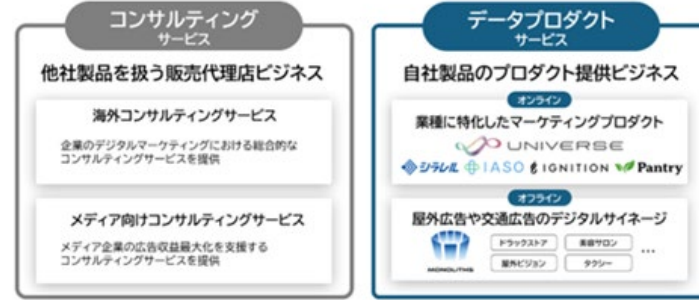 コンサルティング
サービス
他社製品を扱う販売代理店ビジネス
海外コンサルティングサービス
企業のデジタルマーケティングにおける総合的な
コンサルティングサービスを提供
メディア向けコンサルティングサービス
メディア企業の広告収益最大化を支援する
コンサルティングサービスを提供
データプロダクト
サービス
自社製品のプロダクト提供ビジネス
オンライン
業種に特化したマーケティングプロダクト
UNIVERSE
シラレル IASO IGNITION Pantry
オフライン
屋外広告や交通広告のデジタルサイネージ
MONOLITHS
ドラッグストア 美容サロン
屋外ビジョン タクシー
…